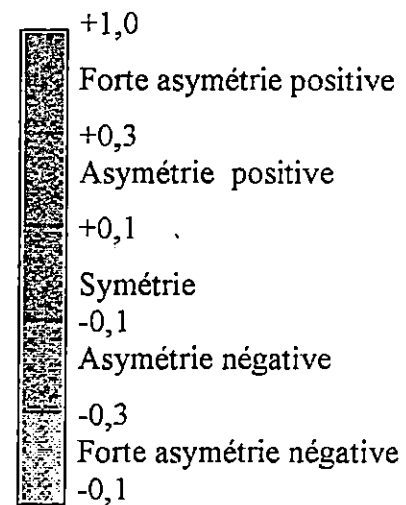 +1,0
Forte asymétrie positive
+0,3
Asymétrie positive
+0,1
Symétrie
-0,1
Asymétrie négative
-0,3
Forte asymétrie négative
-0,1